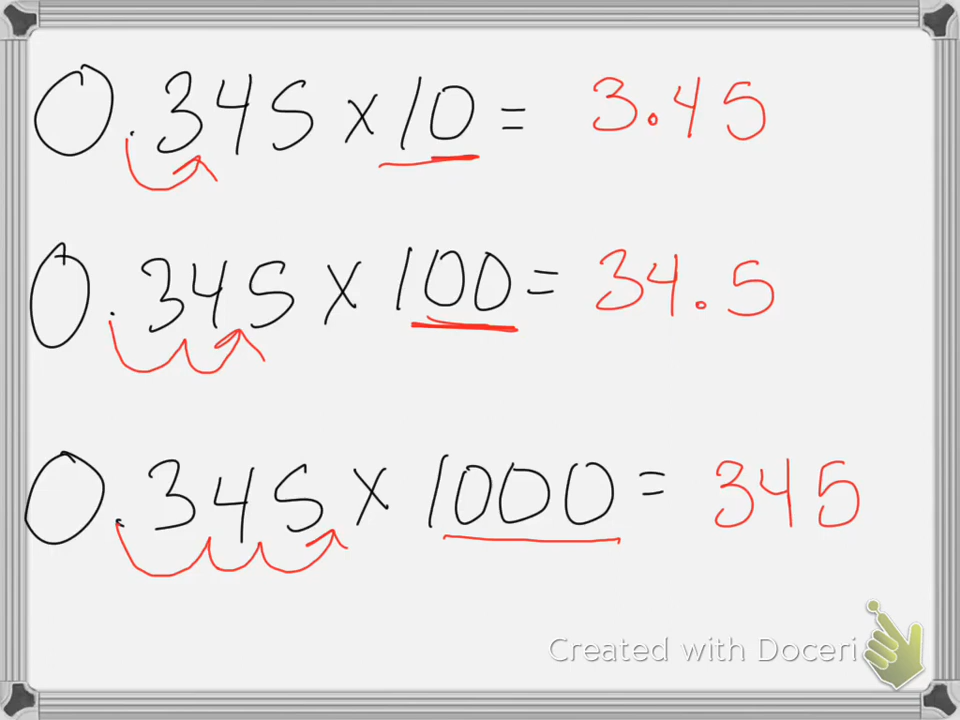 0.345 x 10 = 3.45
0.345 x 100 = 34.5
0.345 x 1000 = 345
Created with Doceri